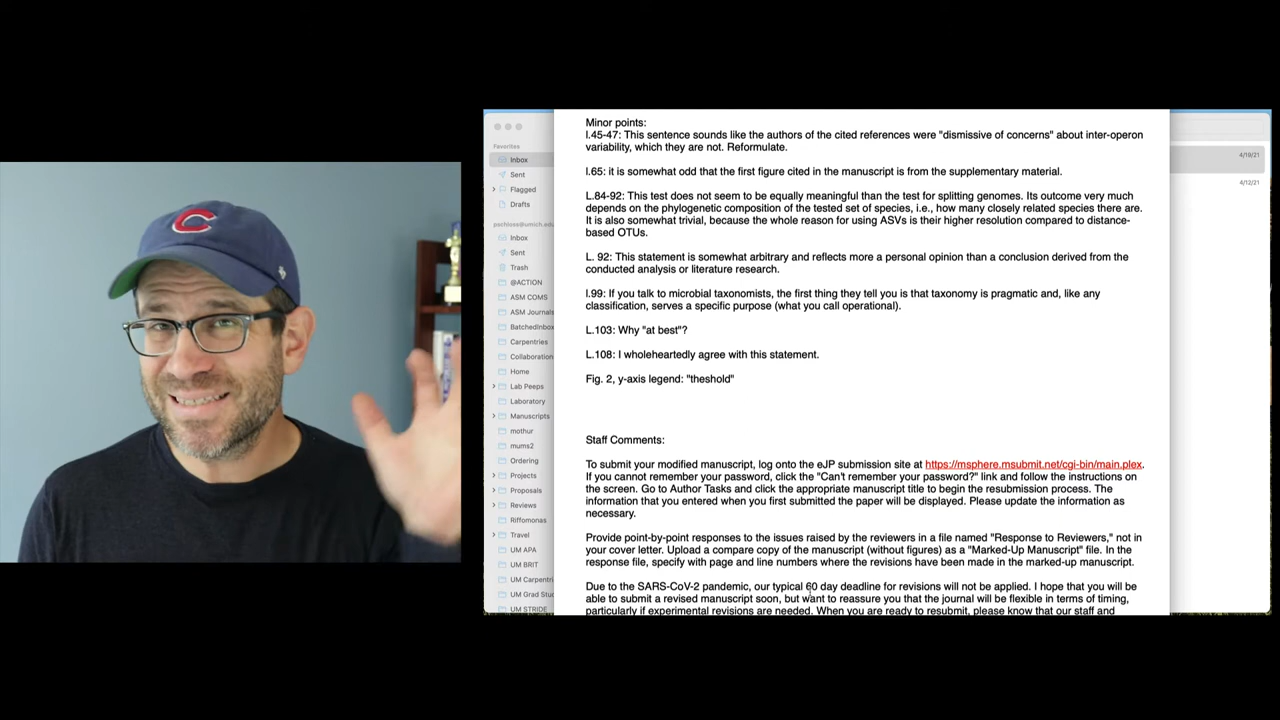 C
Favorites
Inbox
Sent
Flagged
Drafts
pschloss@umich.edu
Inbox
Sent
Trash
@ACTION
ASM COMS
ASM Journals
BatchedInbox
Carpentries
Collaboration
Home
Lab Peeps
Laboratory
Manuscripts
mothur
mums2
Ordering
Projects
Proposals
Reviews
Riffomonas
Travel
UM APA
UM BRIT
UM Carpentri
UM Grad Stu
UM STRIDE
Minor points:
l.45-47: This sentence sounds like the authors of the cited references were "dismissive of concerns" about inter-operon
variability, which they are not. Reformulate.
l.65: it is somewhat odd that the first figure cited in the manuscript is from the supplementary material.
L.84-92: This test does not seem to be equally meaningful than the test for splitting genomes. Its outcome very much
depends on the phylogenetic composition of the tested set of species, i.e., how many closely related species there are.
It is also somewhat trivial, because the whole reason for using ASVs is their higher resolution compared to distance-
based OTUs.
L. 92: This statement is somewhat arbitrary and reflects more a personal opinion than a conclusion derived from the
conducted analysis or literature research.
l.99: If you talk to microbial taxonomists, the first thing they tell you is that taxonomy is pragmatic and, like any
classification, serves a specific purpose (what you call operational).
L.103: Why "at best"?
L.108: I wholeheartedly agree with this statement.
Fig. 2, y-axis legend: "theshold"
Staff Comments:
To submit your modified manuscript, log onto the eJP submission site at https://msphere.msubmit.net/cgi-bin/main.plex.
If you cannot remember your password, click the "Can't remember your password?" link and follow the instructions on
the screen. Go to Author Tasks and click the appropriate manuscript title to begin the resubmission process. The
information that you entered when you first submitted the paper will be displayed. Please update the information as
necessary.
Provide point-by-point responses to the issues raised by the reviewers in a file named "Response to Reviewers," not in
your cover letter. Upload a compare copy of the manuscript (without figures) as a "Marked-Up Manuscript" file. In the
response file, specify with page and line numbers where the revisions have been made in the marked-up manuscript.
Due to the SARS-CoV-2 pandemic, our typical 60 day deadline for revisions will not be applied. I hope that you will be
able to submit a revised manuscript soon, but want to reassure you that the journal will be flexible in terms of timing,
particularly if experimental revisions are needed. When you are ready to resubmit, please know that our staff and
4/19/21
4/12/21